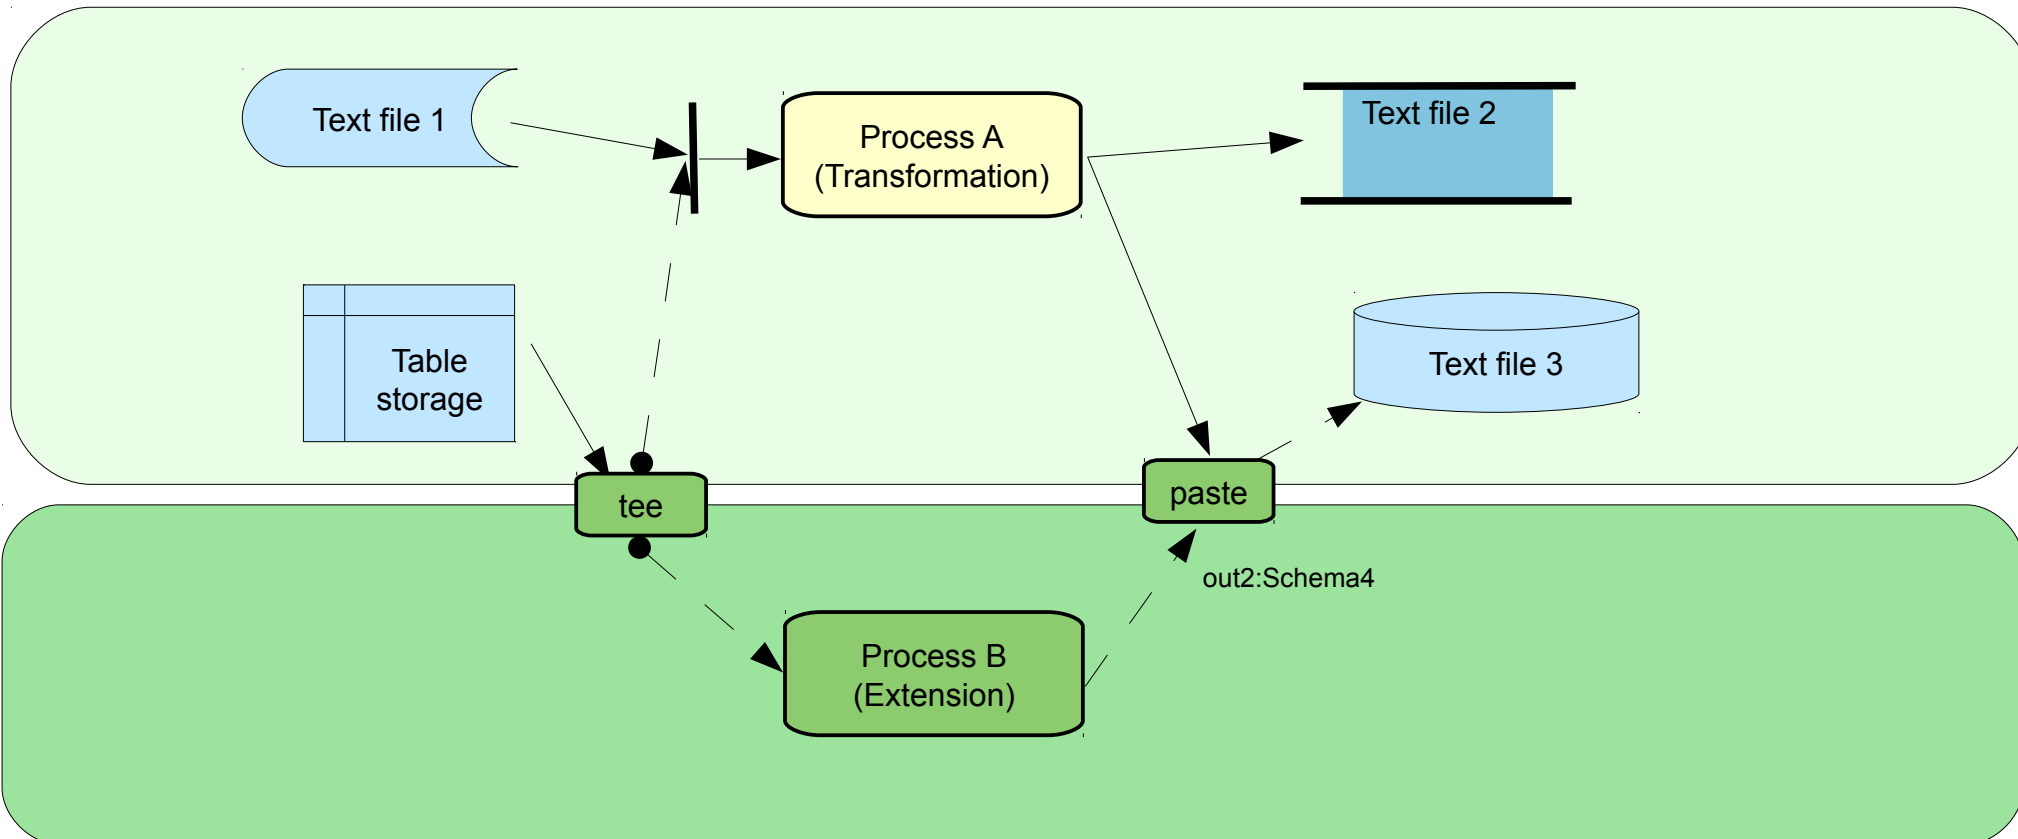 Text file 1
Process A
(Transformation)
Text file 2
Table
storage
Text file 3
tee
paste
out2:Schema4
Process B
(Extension)